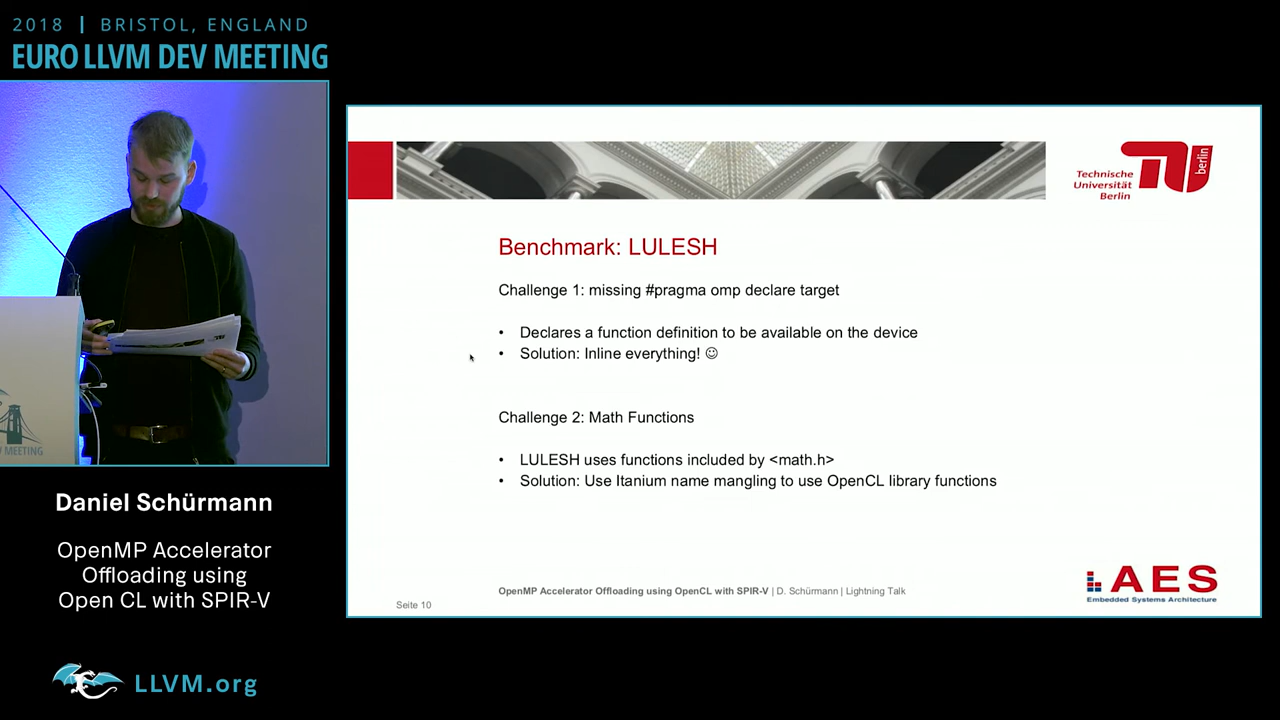 2018 | BRISTOL, ENGLAND
EURO LLVM DEV MEETING
Technische
Universität
Berlin
berlin
Benchmark: LULESH
Challenge 1: missing #pragma omp declare target
• Declares a function definition to be available on the device
• Solution: Inline everything! ☺
Challenge 2: Math Functions
• LULESH uses functions included by <math.h>
• Solution: Use Itanium name mangling to use OpenCL library functions
OpenMP Accelerator Offloading using OpenCL with SPIR-V | D. Schürmann | Lightning Talk
Seite 10
AES
Embedded Systems Architecture
MEETING
Daniel Schürmann
OpenMP Accelerator
Offloading using
Open CL with SPIR-V
LLVM.org